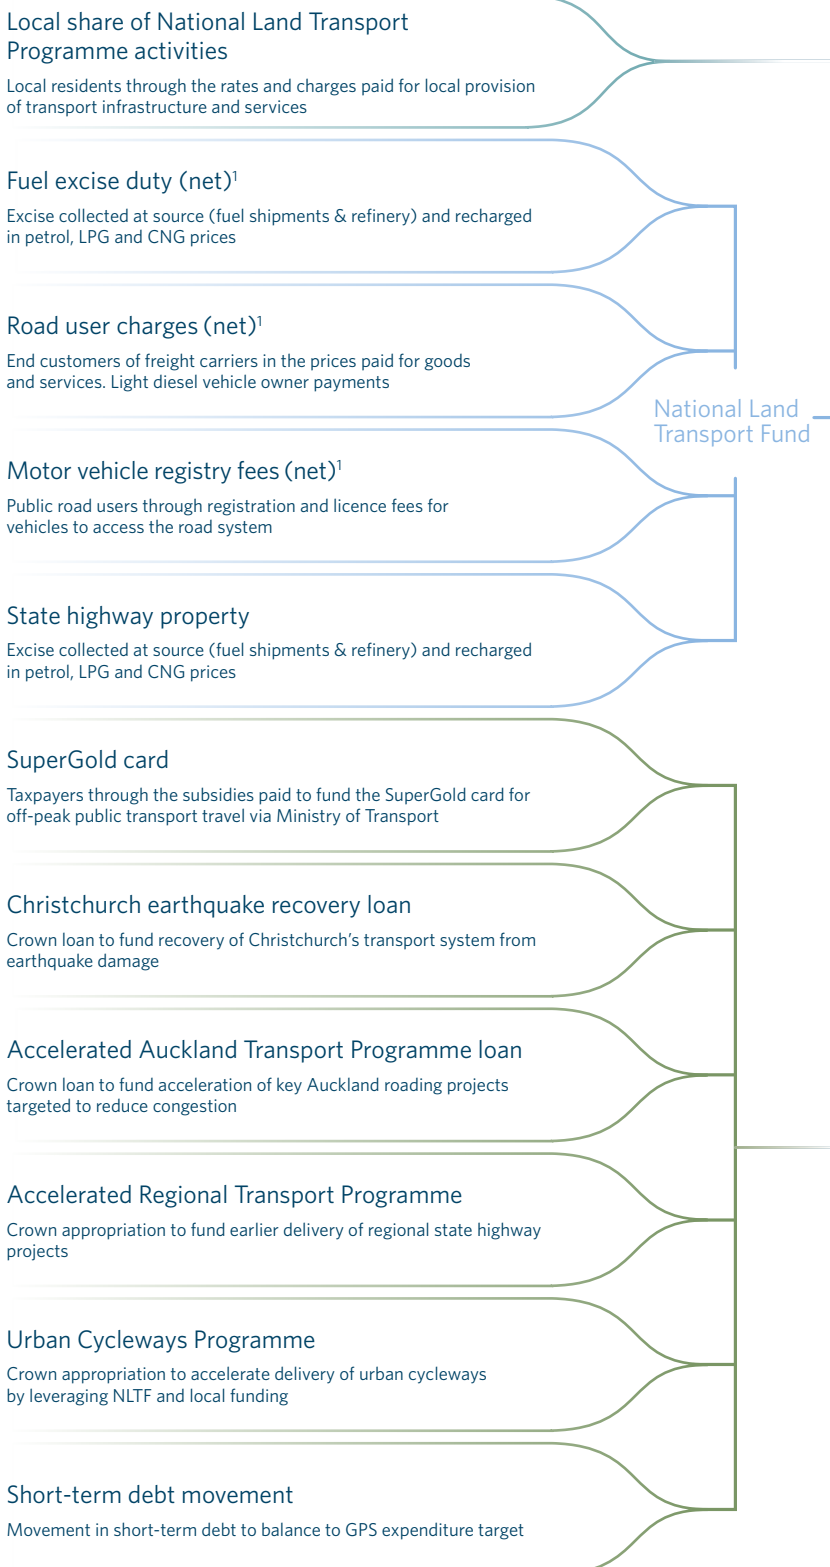 Local share of National Land Transport
Programme activities
Local residents through the rates and charges paid for local provision
of transport infrastructure and services
Fuel excise duty (net)¹
Excise collected at source (fuel shipments & refinery) and recharged
in petrol, LPG and CNG prices
Road user charges (net)¹
End customers of freight carriers in the prices paid for goods
and services. Light diesel vehicle owner payments
National Land
Transport Fund
Motor vehicle registry fees (net)¹
Public road users through registration and licence fees for
vehicles to access the road system
State highway property
Excise collected at source (fuel shipments & refinery) and recharged
in petrol, LPG and CNG prices
SuperGold card
Taxpayers through the subsidies paid to fund the SuperGold card for
off-peak public transport travel via Ministry of Transport
Christchurch earthquake recovery loan
Crown loan to fund recovery of Christchurch’s transport system from
earthquake damage
Accelerated Auckland Transport Programme loan
Crown loan to fund acceleration of key Auckland roading projects
targeted to reduce congestion
Accelerated Regional Transport Programme
Crown appropriation to fund earlier delivery of regional state highway
projects
Urban Cycleways Programme
Crown appropriation to accelerate delivery of urban cycleways
by leveraging NLTF and local funding
Short-term debt movement
Movement in short-term debt to balance to GPS expenditure target